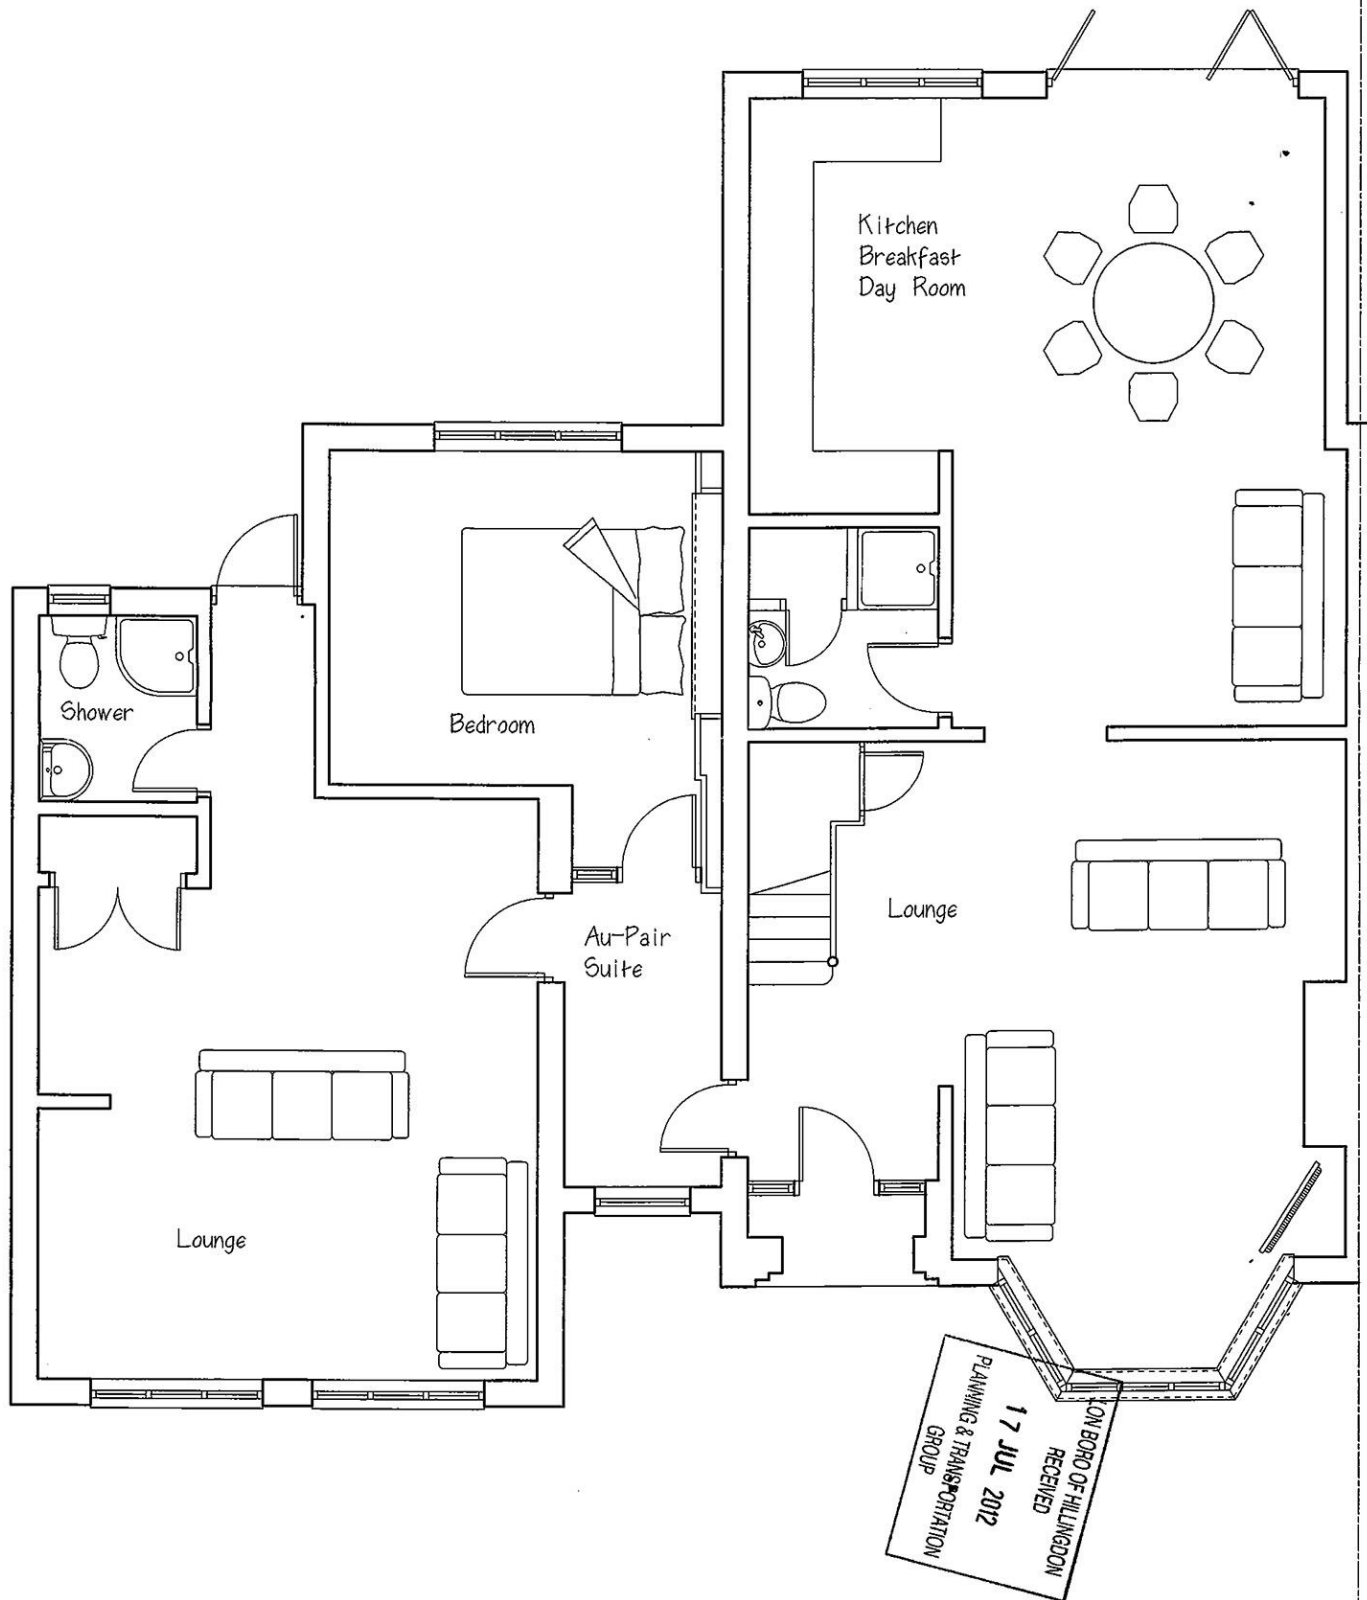 Kitchen
Breakfast
Day Room
Shower
Bedroom
Lounge
Au-Pair
Suite
Lounge
LON BORO OF HILLINGDON
RECEIVED
17 JUL 2012
PLANNING & TRANSPORTATION
GROUP